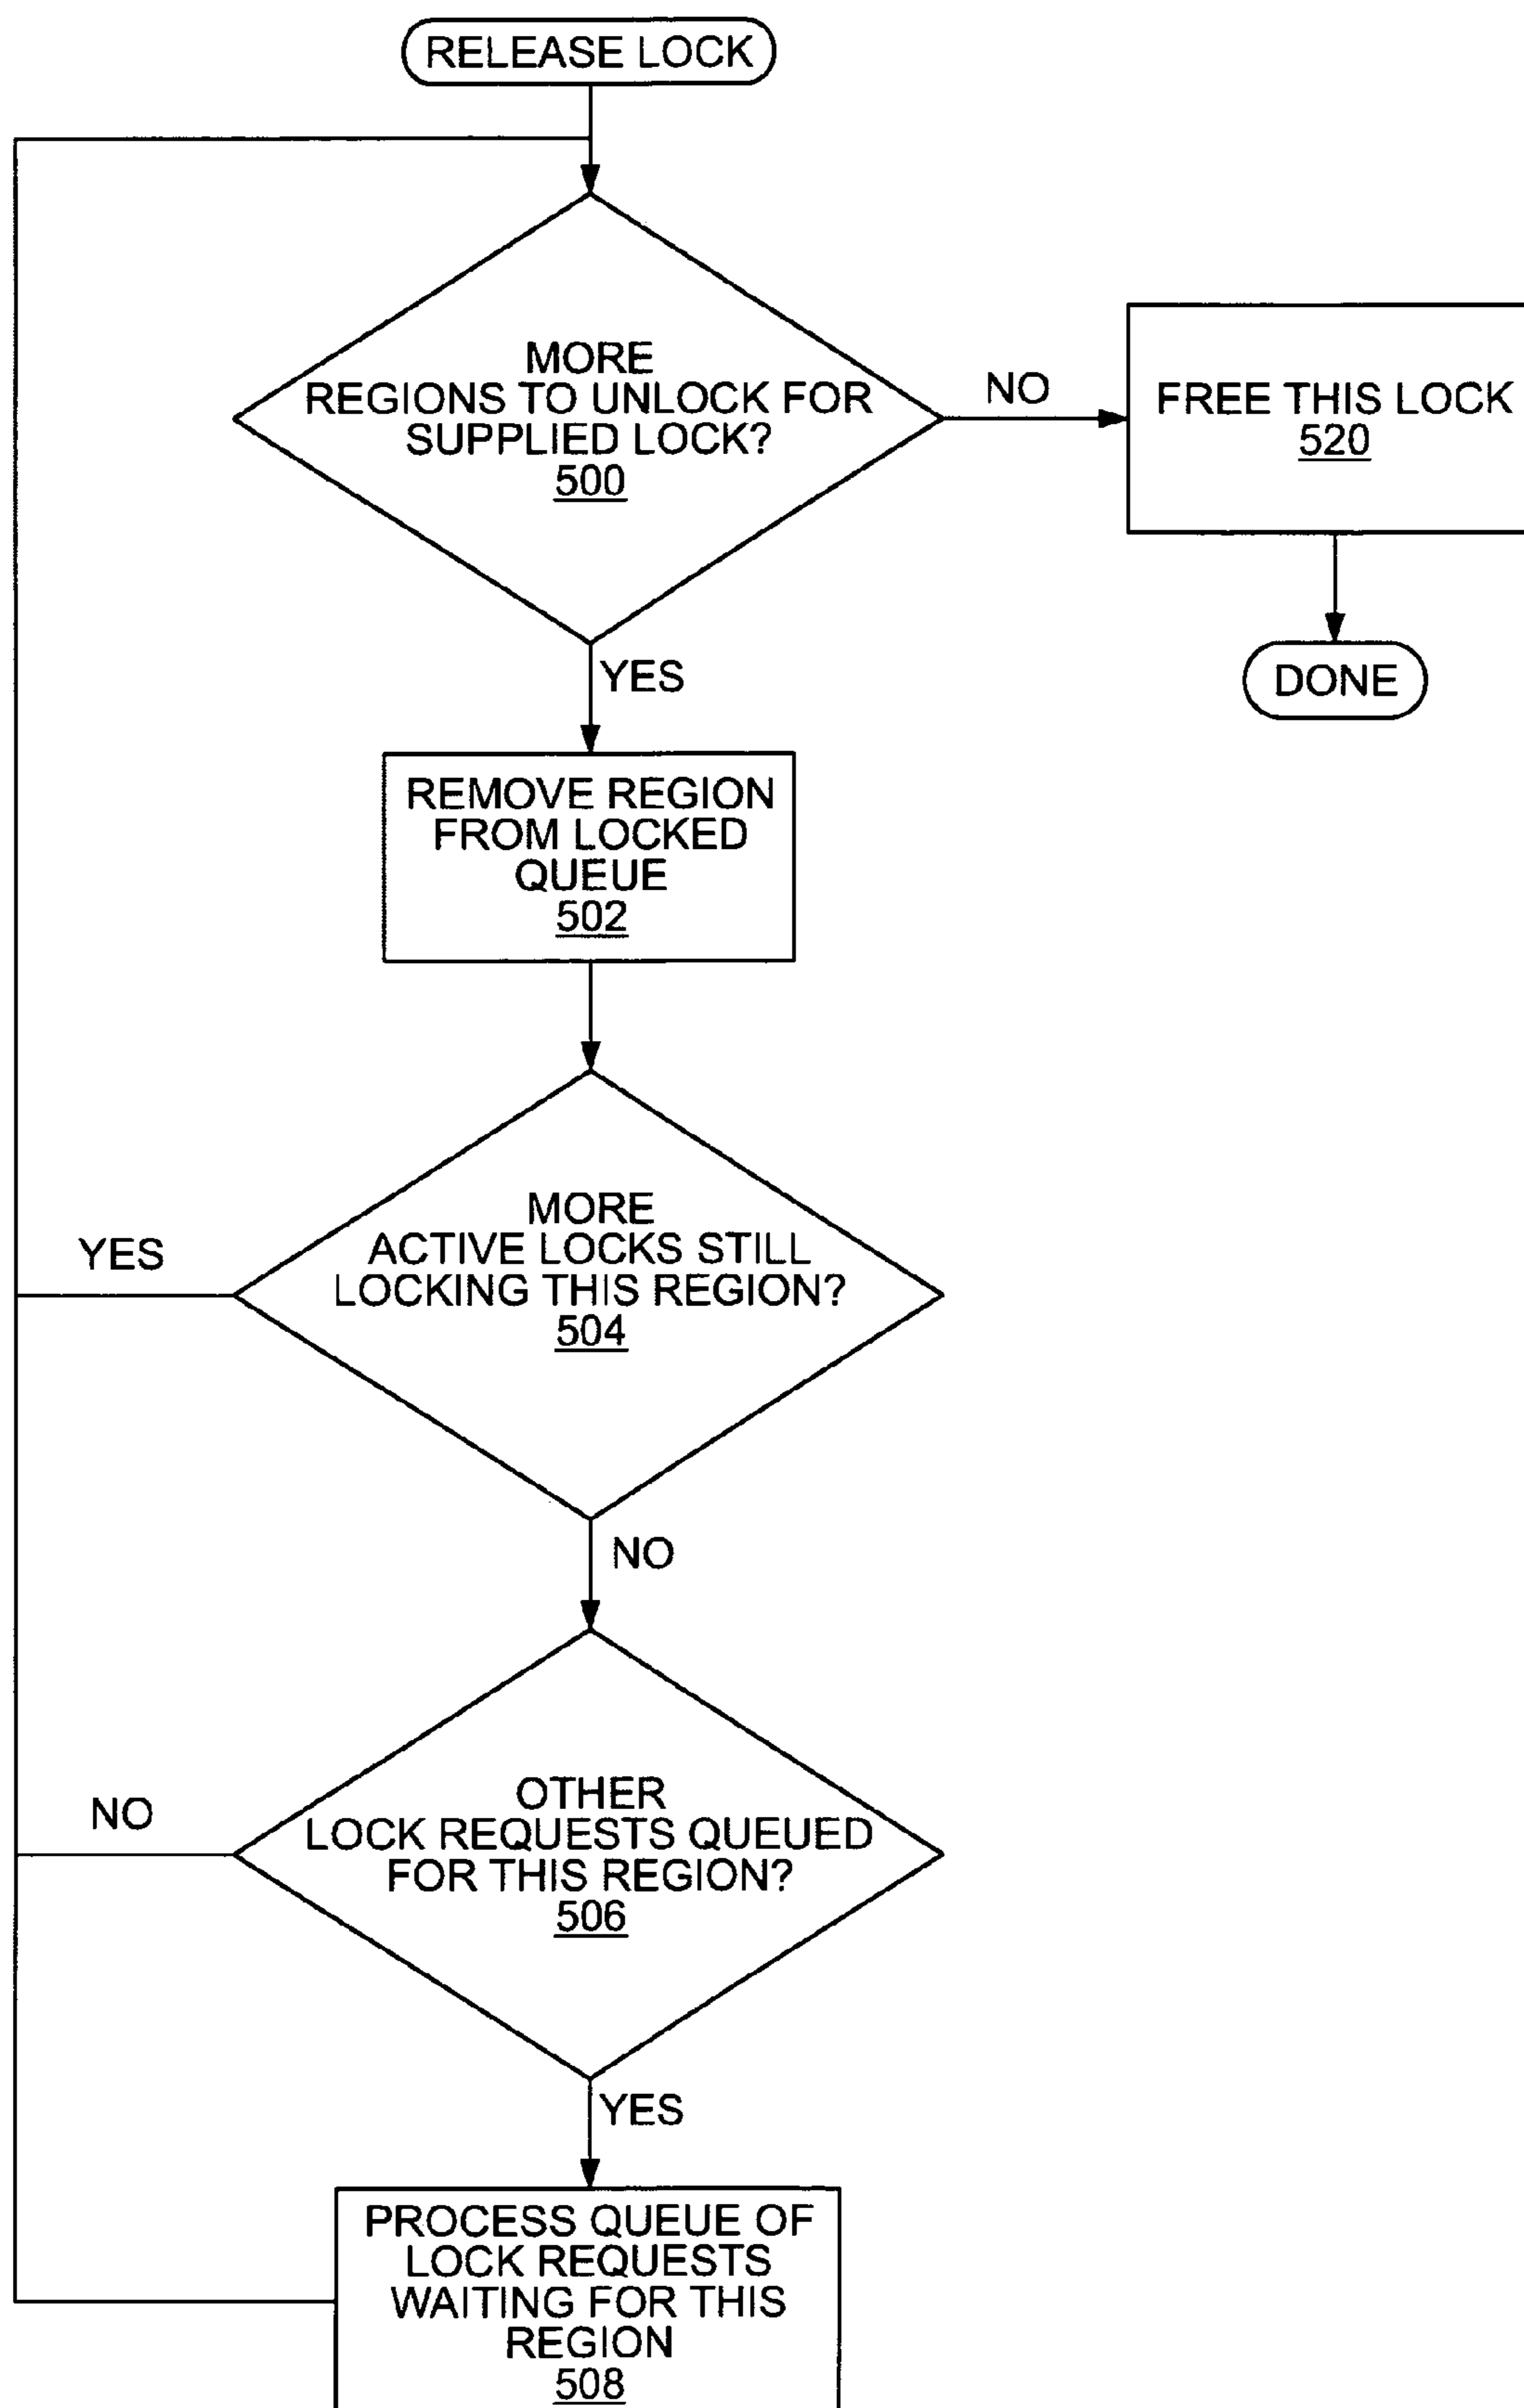 RELEASE LOCK
MORE
REGIONS TO UNLOCK FOR
SUPPLIED LOCK?
500
NO
FREE THIS LOCK
520
DONE
YES
REMOVE REGION
FROM LOCKED
QUEUE
502
MORE
ACTIVE LOCKS STILL
LOCKING THIS REGION?
504
YES
NO
OTHER
LOCK REQUESTS QUEUED
FOR THIS REGION?
506
NO
YES
PROCESS QUEUE OF
LOCK REQUESTS
WAITING FOR THIS
REGION
508